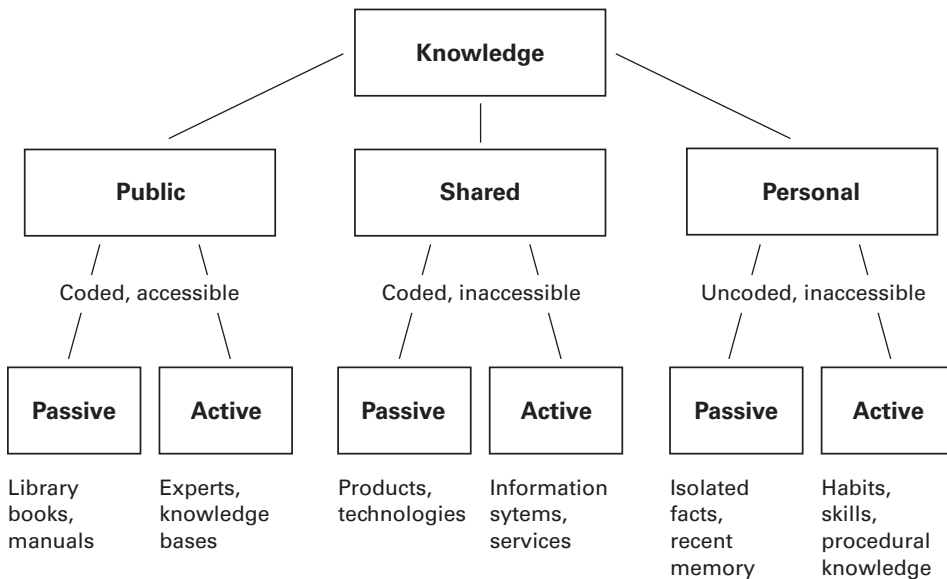 Knowledge
Public
Shared
Personal
Coded, accessible
Coded, inaccessible
Uncoded, inaccessible
Passive
Active
Passive
Active
Passive
Active
Library
books,
manuals
Experts,
knowledge
bases
Products,
technologies
Information
sytems,
services
Isolated
facts,
recent
memory
Habits,
skills,
procedural
knowledge